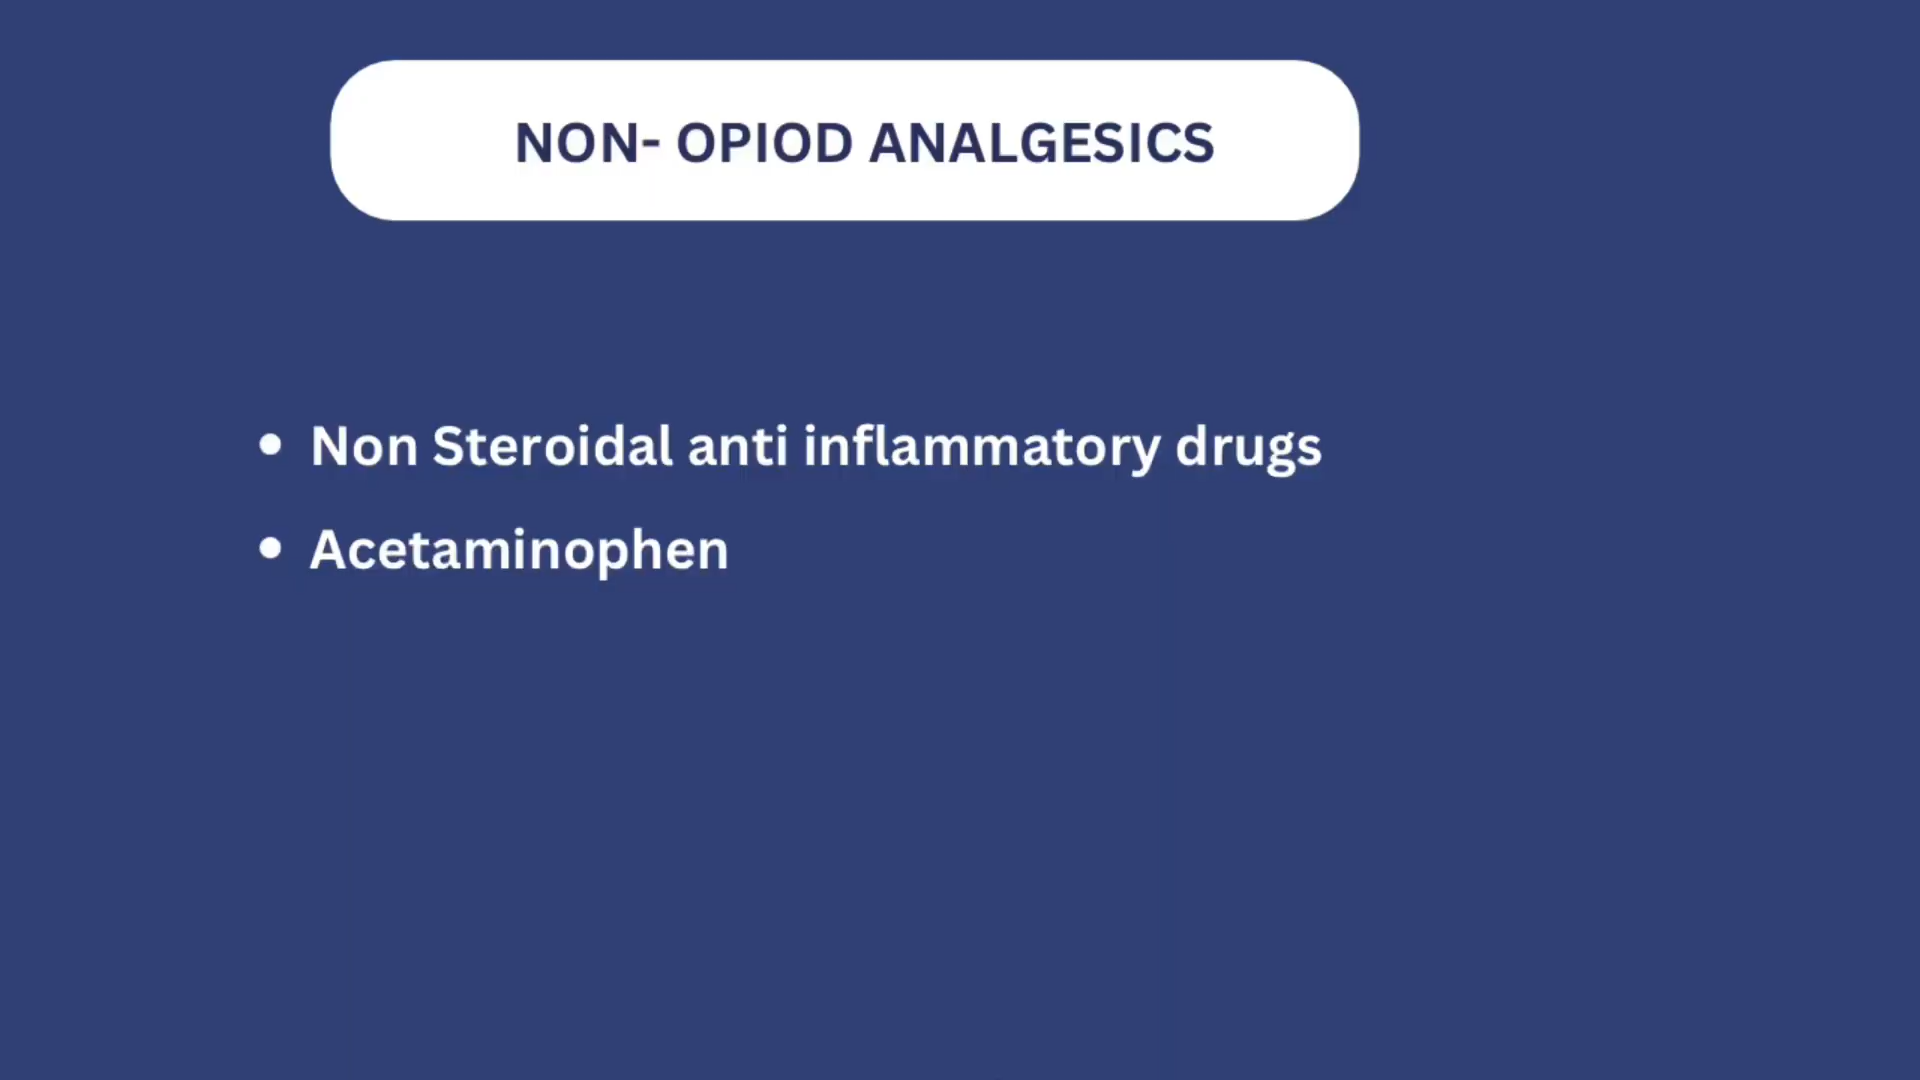 NON- OPIOD ANALGESICS
• Non Steroidal anti inflammatory drugs
• Acetaminophen